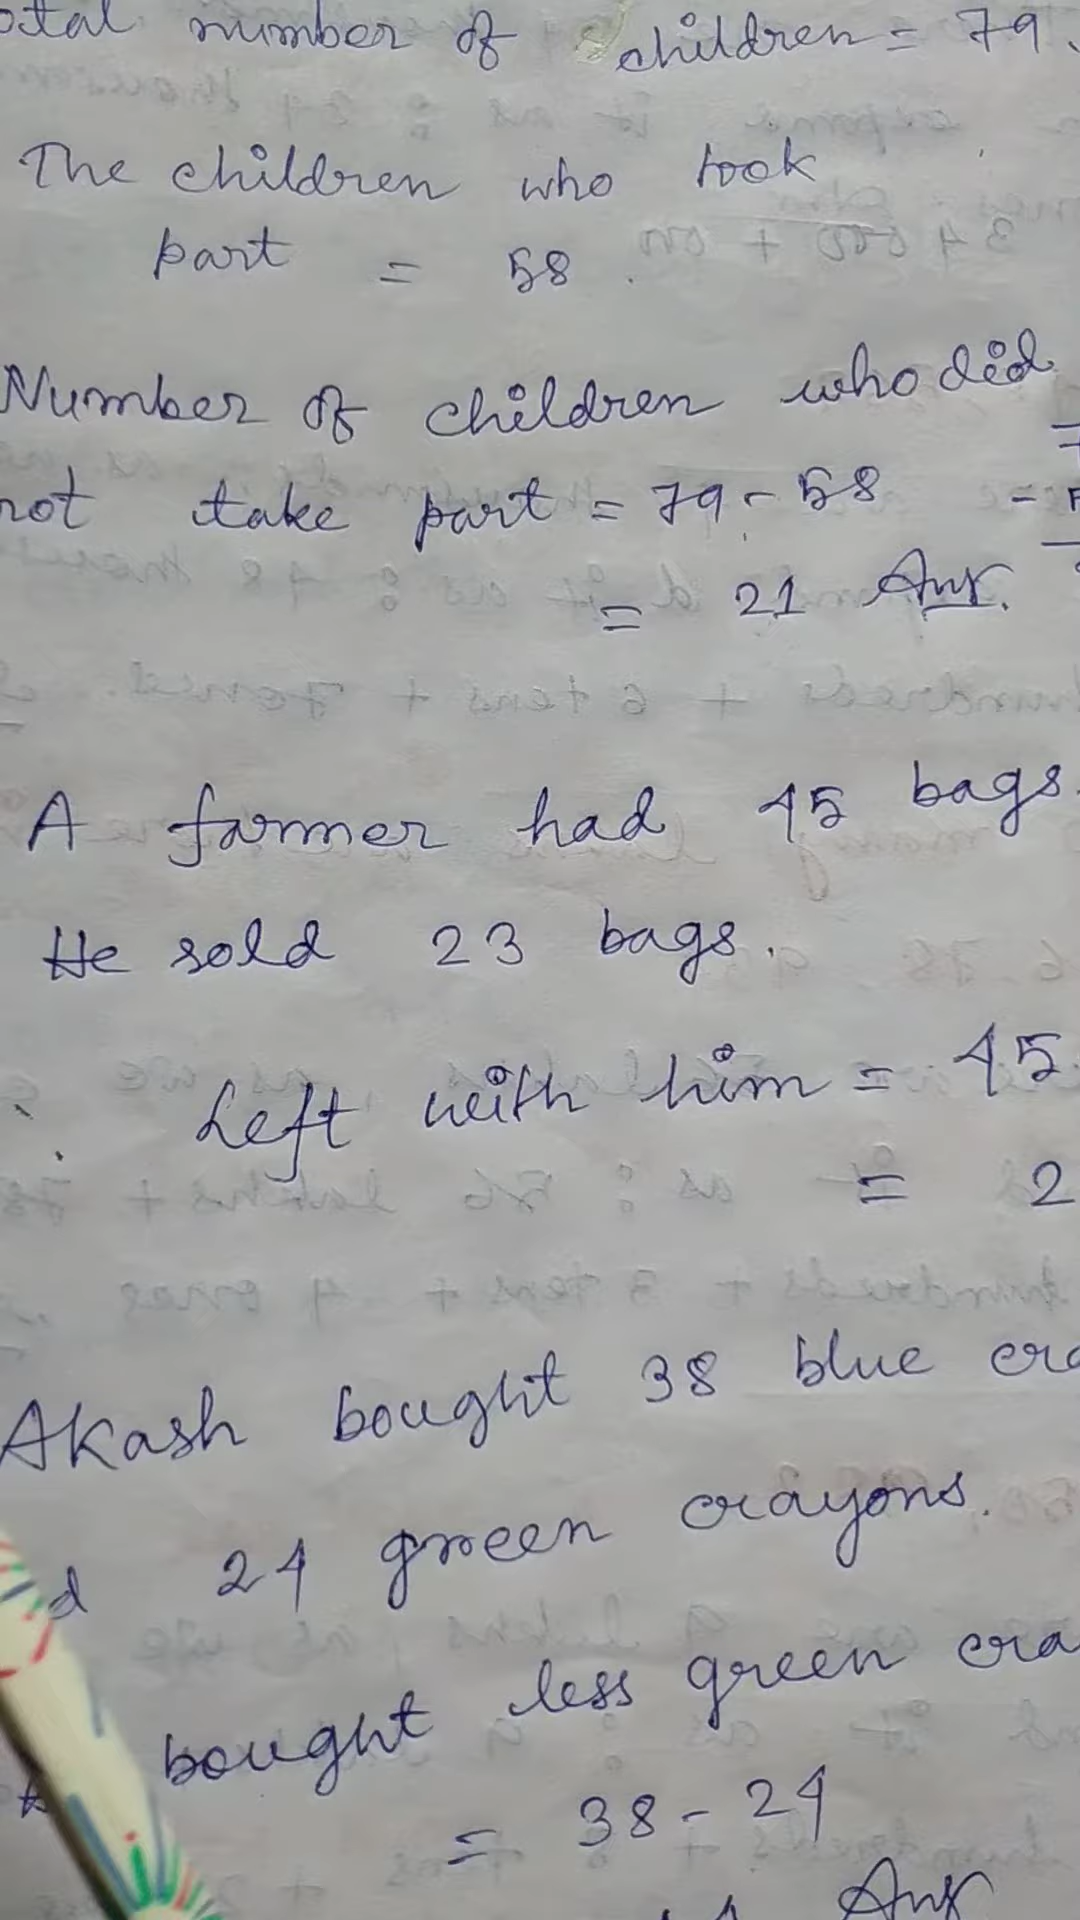 otal number of children = 79.
The children who took
part = 58.
Number of children who did
not take part = 79 - 58
= 21 Ans.
A farmer had 45 bags.
He sold 23 bags.
∴ Left with him = 45
= 2
Akash bought 38 blue cra
d 24 green crayons.
bought less green cra
= 38 - 24
Ans